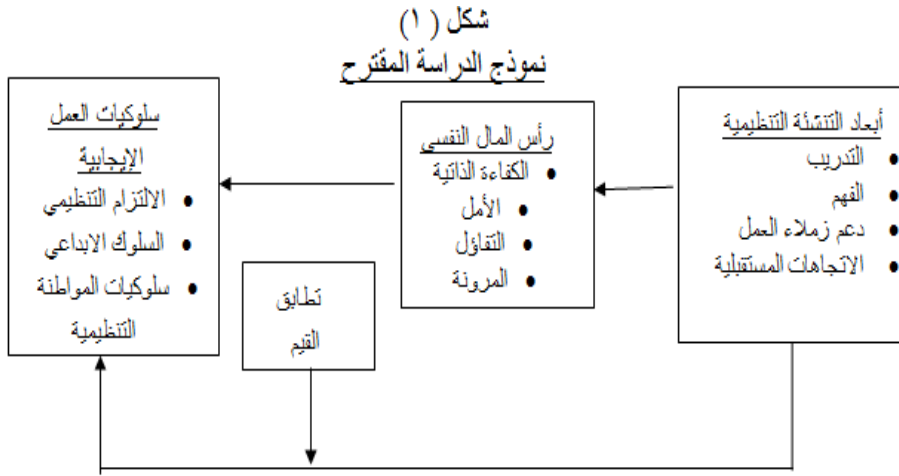 شكل (١)
نموذج الدراسة المقترح
أبعاد التنشئة التنظيمية
• التدريب
• الفهم
• دعم زملاء العمل
• الاتجاهات المستقبلية
رأس المال النفسى
• الكفاءة الذاتية
• الأمل
• التفاؤل
• المرونة
سلوكيات العمل
الإيجابية
• الالتزام التنظيمي
• السلوك الابداعي
• سلوكيات المواطنة
التنظيمية
تطابق
القيم